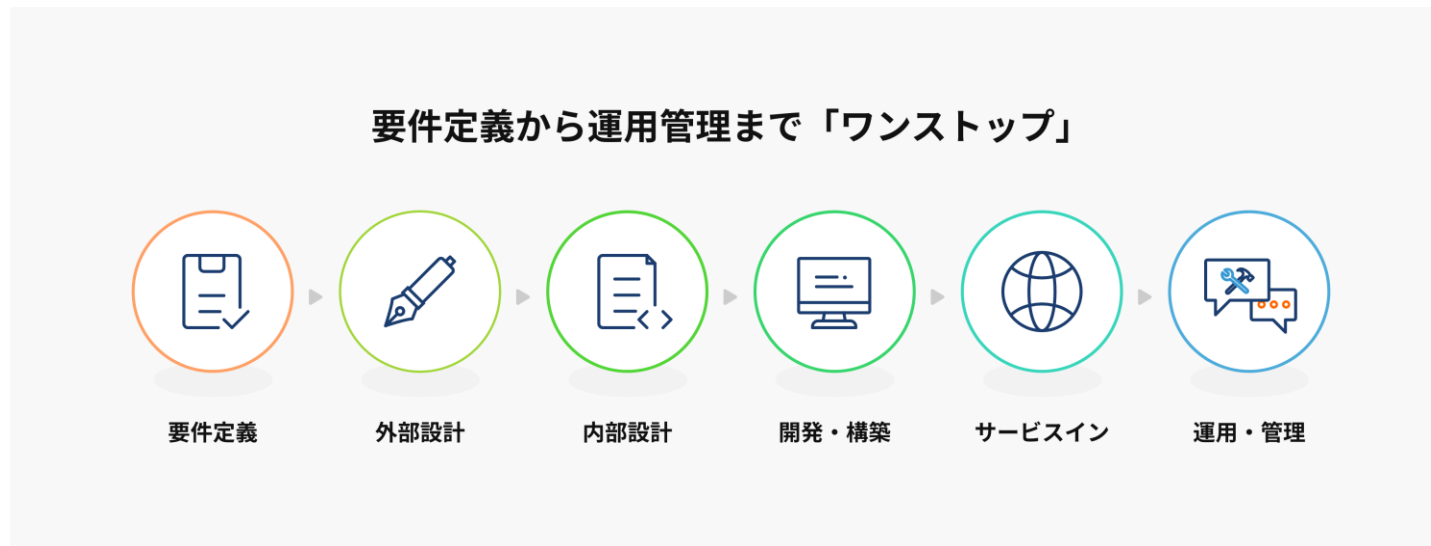 要件定義から運用管理まで「ワンストップ」
要件定義
外部設計
内部設計
開発・構築
サービスイン
運用・管理